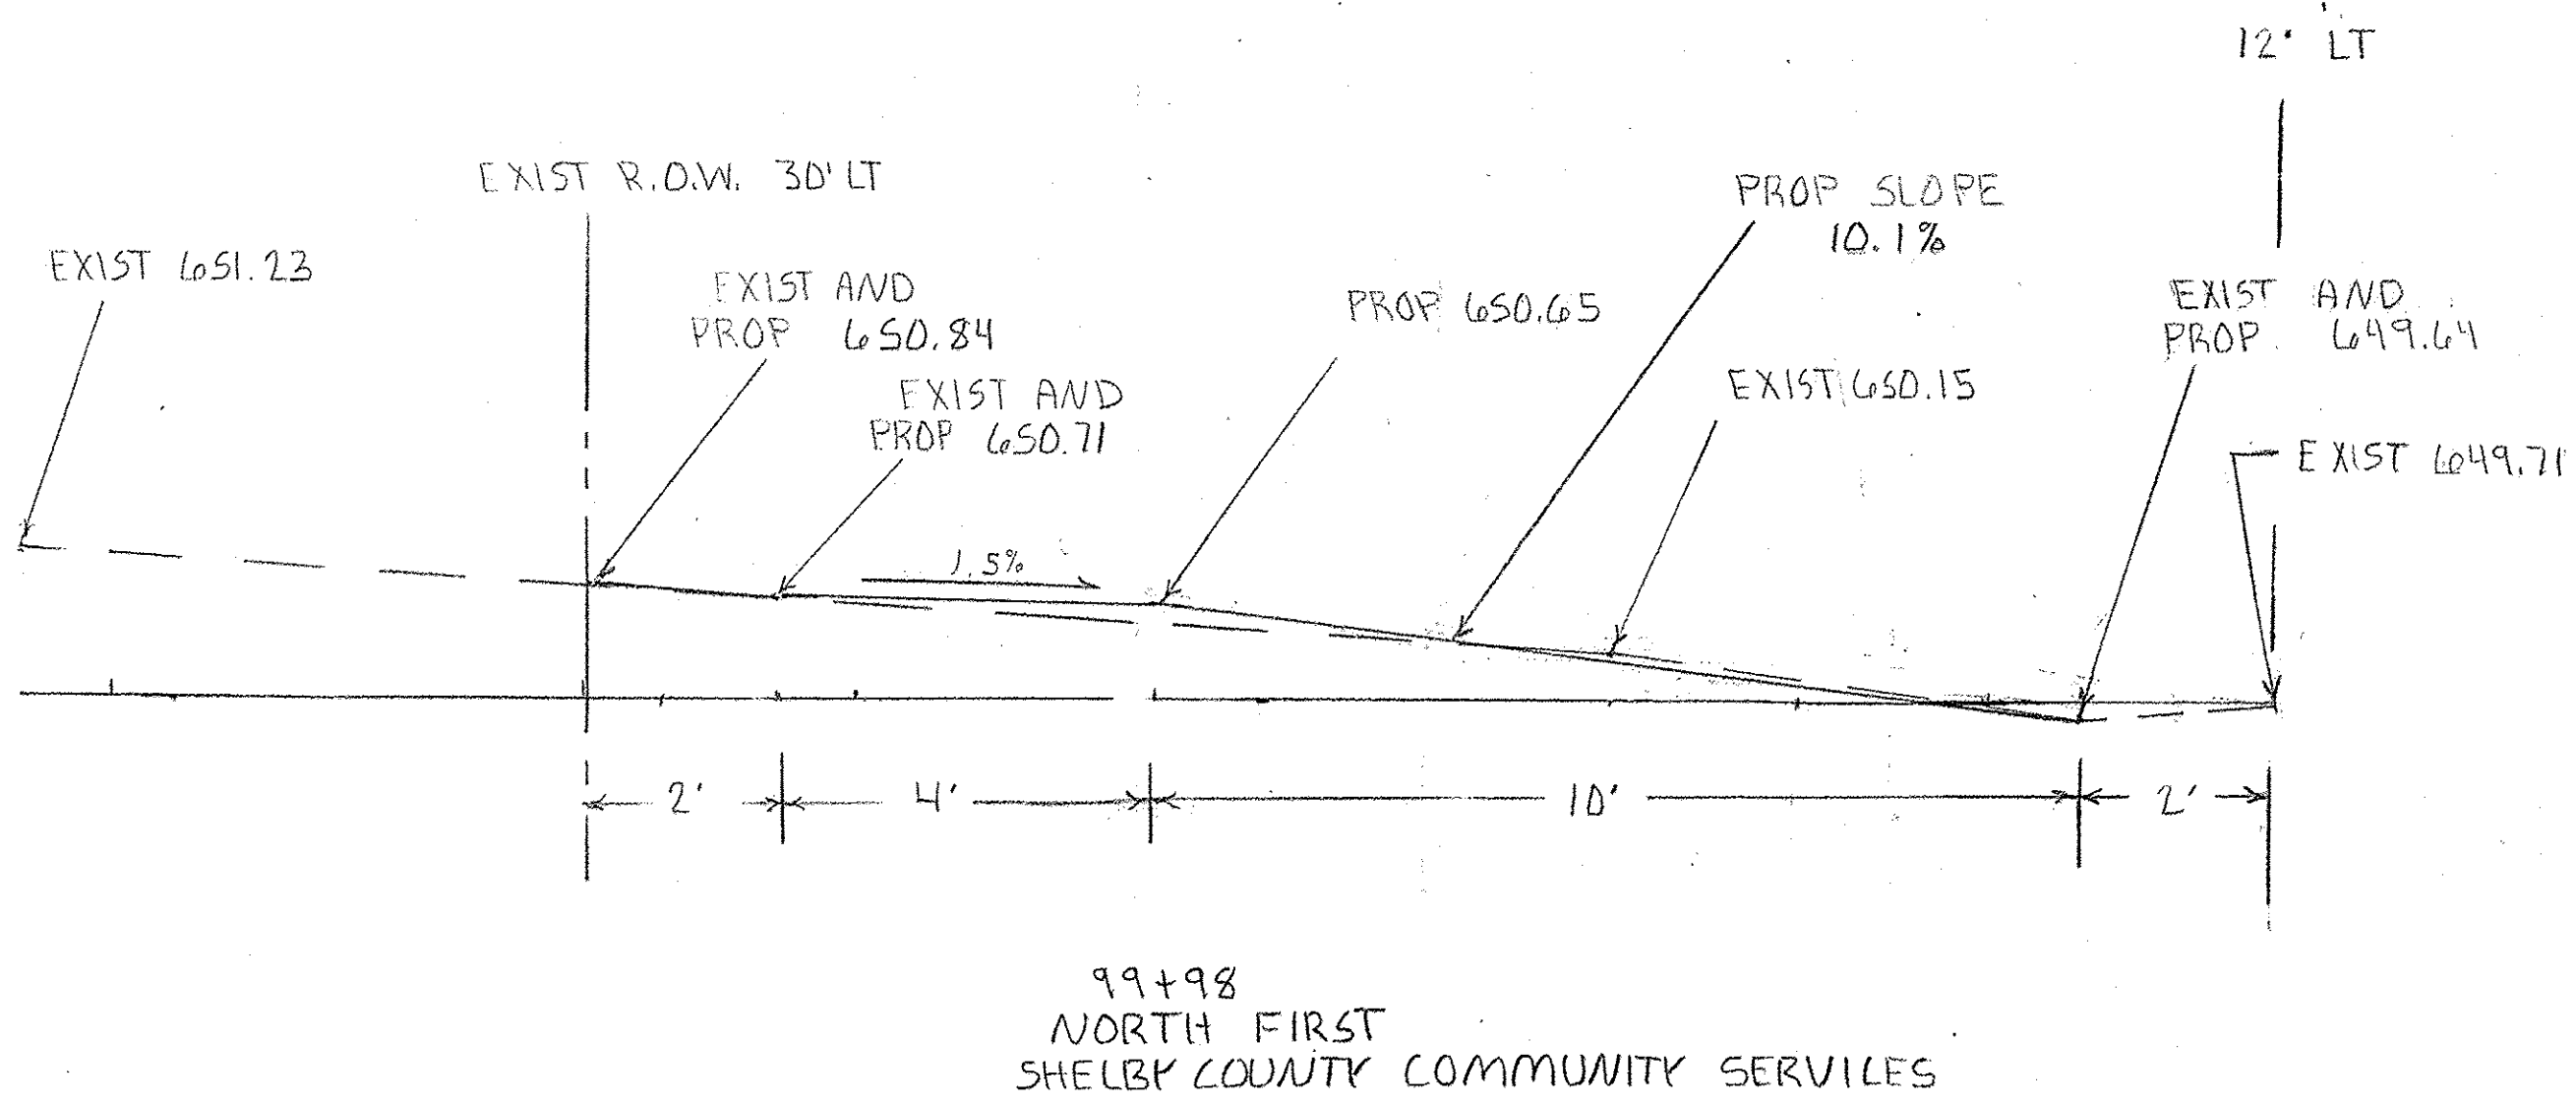 12' LT
EXIST R.O.W. 30' LT
PROP SLOPE
10.1%
EXIST 651.23
EXIST AND
PROP 650.84
PROP 650.65
EXIST AND
PROP. 649.64
EXIST AND
PROP 650.71
EXIST 650.15
EXIST 649.71
1.5%
2'
4'
10'
2'
99+98
NORTH FIRST
SHELBY COUNTY COMMUNITY SERVICES